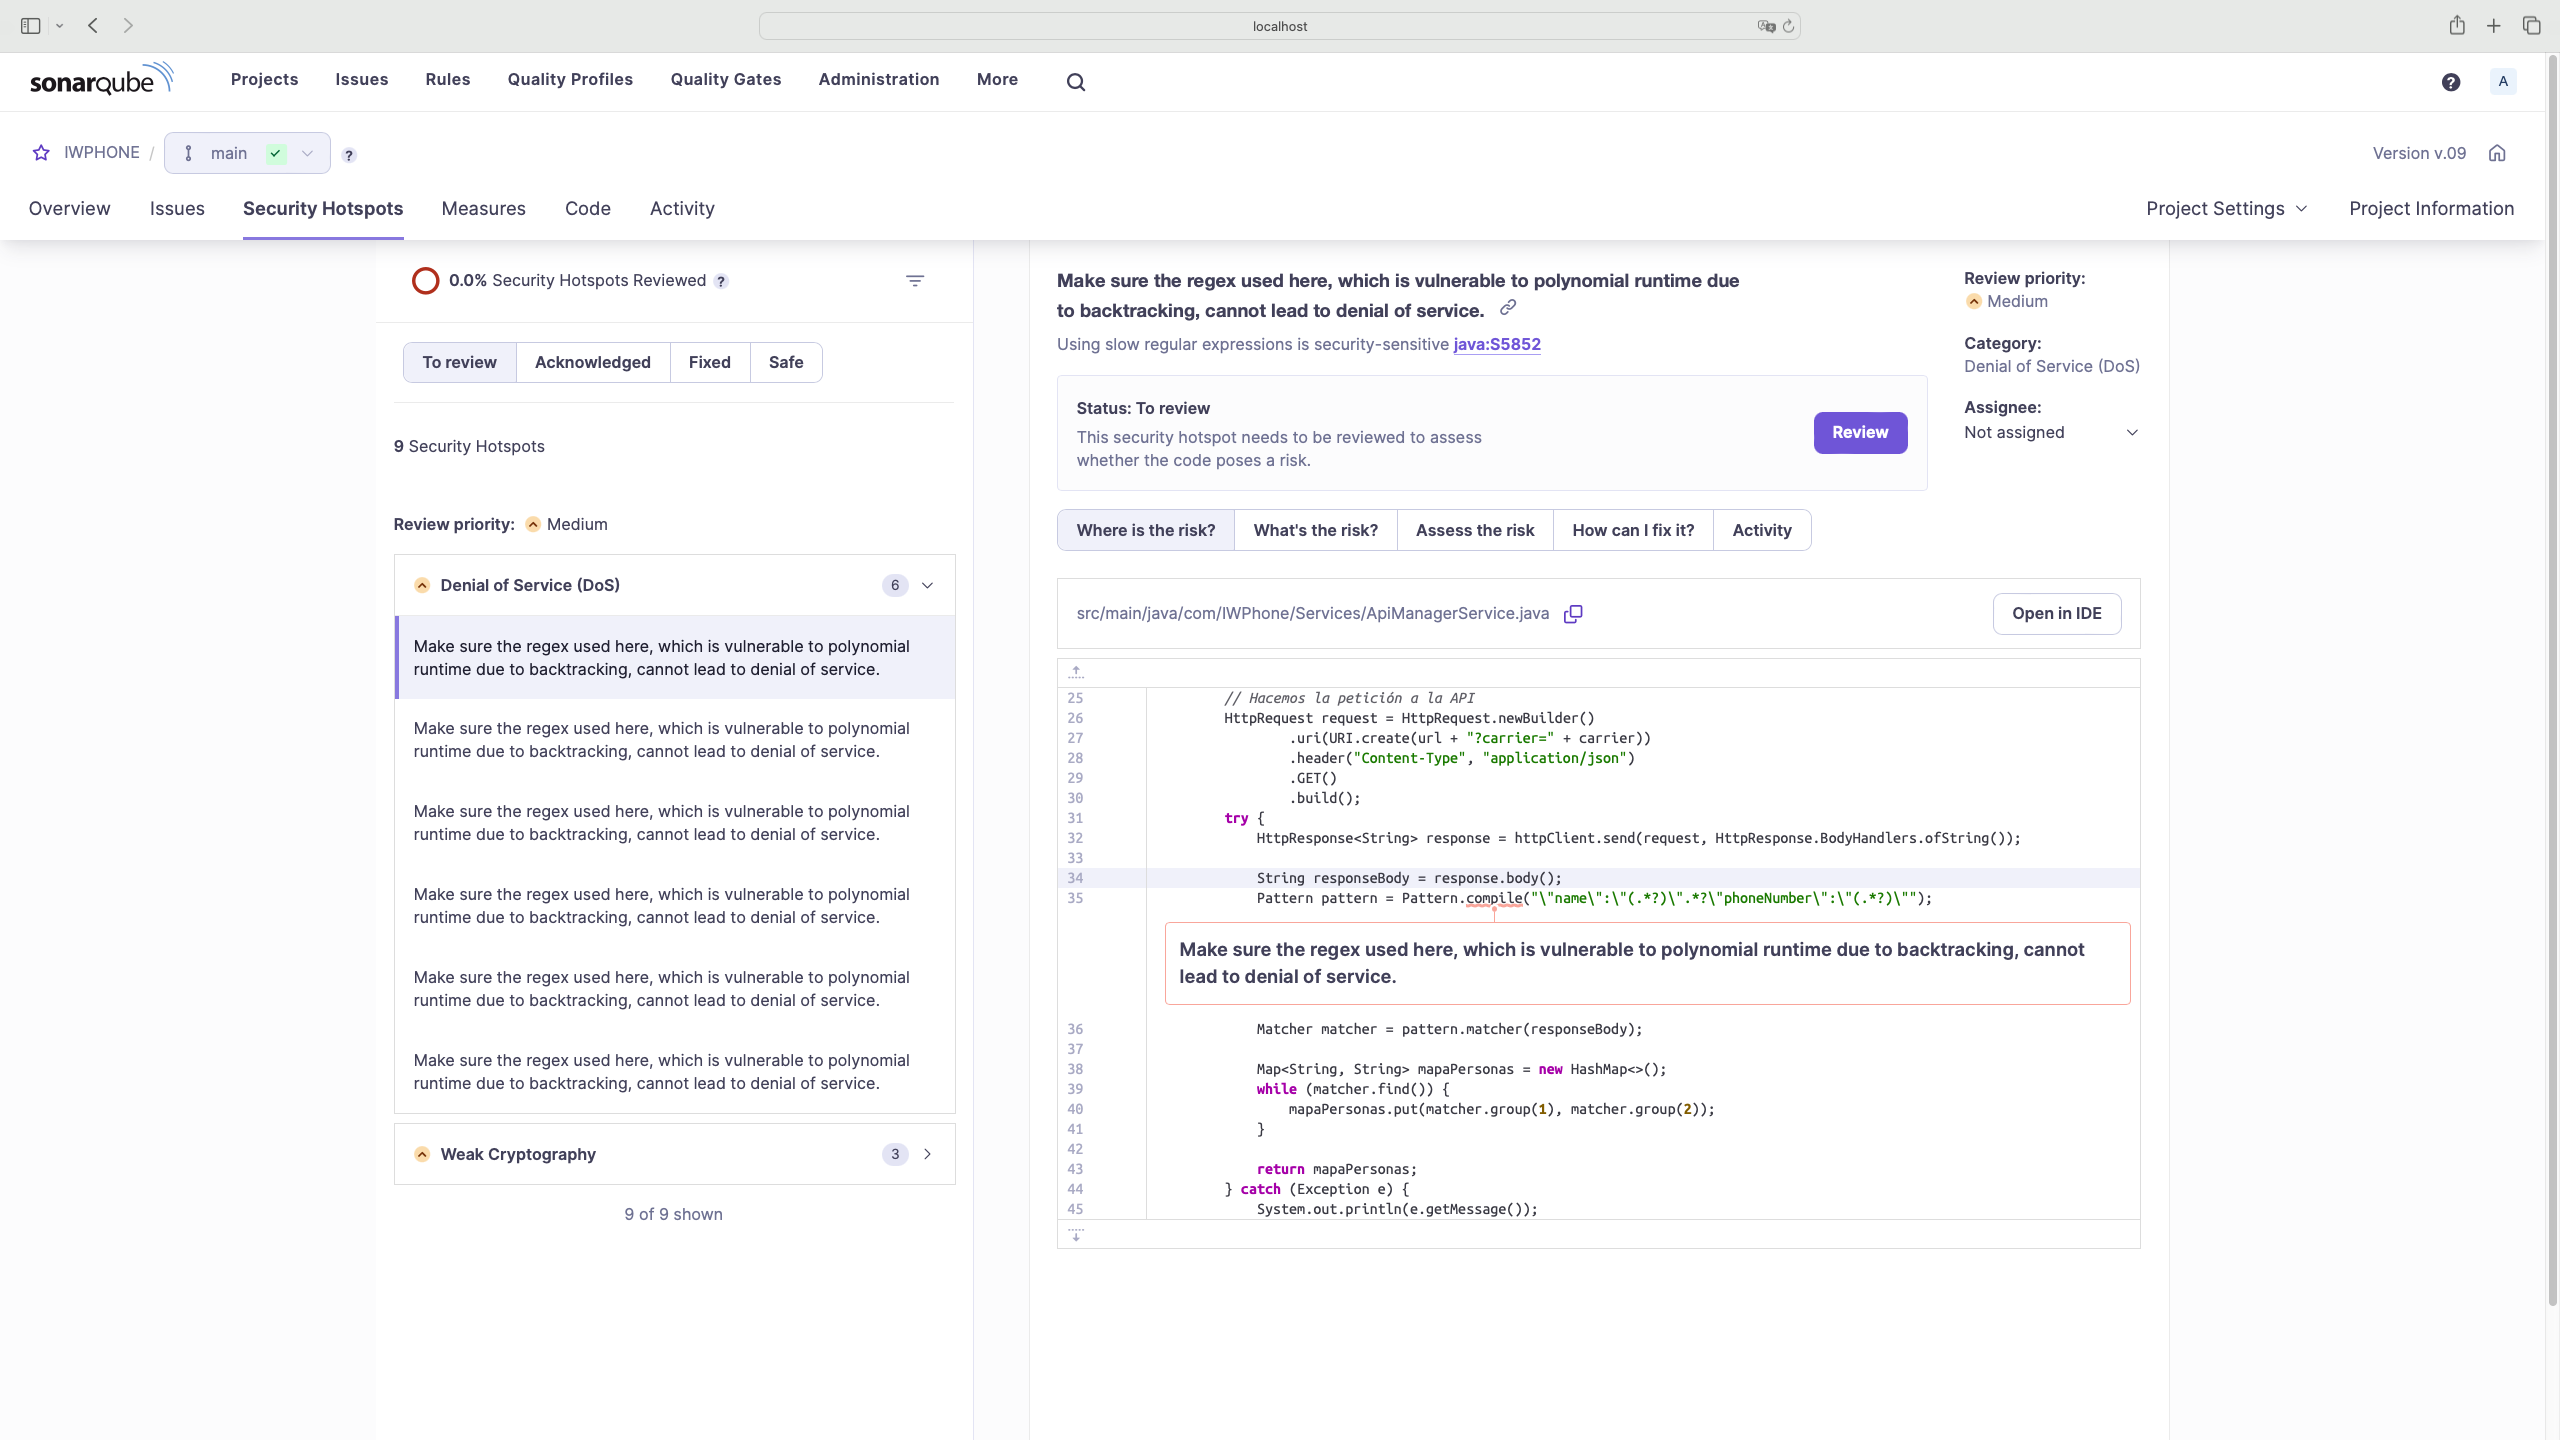 localhost
sonarqube
Projects Issues Rules Quality Profiles Quality Gates Administration More
? A
IWPHONE / main ?
Version v.09
Overview Issues Security Hotspots Measures Code Activity
Project Settings Project Information
0.0% Security Hotspots Reviewed ?
To review Acknowledged Fixed Safe
9 Security Hotspots
Review priority: Medium
Denial of Service (DoS) 6
Make sure the regex used here, which is vulnerable to polynomial
runtime due to backtracking, cannot lead to denial of service.
Make sure the regex used here, which is vulnerable to polynomial
runtime due to backtracking, cannot lead to denial of service.
Make sure the regex used here, which is vulnerable to polynomial
runtime due to backtracking, cannot lead to denial of service.
Make sure the regex used here, which is vulnerable to polynomial
runtime due to backtracking, cannot lead to denial of service.
Make sure the regex used here, which is vulnerable to polynomial
runtime due to backtracking, cannot lead to denial of service.
Make sure the regex used here, which is vulnerable to polynomial
runtime due to backtracking, cannot lead to denial of service.
Weak Cryptography 3
9 of 9 shown
Make sure the regex used here, which is vulnerable to polynomial runtime due
to backtracking, cannot lead to denial of service.
Using slow regular expressions is security-sensitive java:S5852
Status: To review
This security hotspot needs to be reviewed to assess
whether the code poses a risk.
Review
Review priority:
Medium
Category:
Denial of Service (DoS)
Assignee:
Not assigned
Where is the risk? What's the risk? Assess the risk How can I fix it? Activity
src/main/java/com/IWPhone/Services/ApiManagerService.java
Open in IDE
25 // Hacemos la petición a la API
26 HttpRequest request = HttpRequest.newBuilder()
27 .uri(URI.create(url + "?carrier=" + carrier))
28 .header("Content-Type", "application/json")
29 .GET()
30 .build();
31 try {
32 HttpResponse<String> response = httpClient.send(request, HttpResponse.BodyHandlers.ofString());
33
34 String responseBody = response.body();
35 Pattern pattern = Pattern.compile("\"name\":\"(.*?)\".*?\"phoneNumber\":\"(.*?)\"");
Make sure the regex used here, which is vulnerable to polynomial runtime due to backtracking, cannot
lead to denial of service.
36 Matcher matcher = pattern.matcher(responseBody);
37
38 Map<String, String> mapaPersonas = new HashMap<>();
39 while (matcher.find()) {
40 mapaPersonas.put(matcher.group(1), matcher.group(2));
41 }
42
43 return mapaPersonas;
44 } catch (Exception e) {
45 System.out.println(e.getMessage());